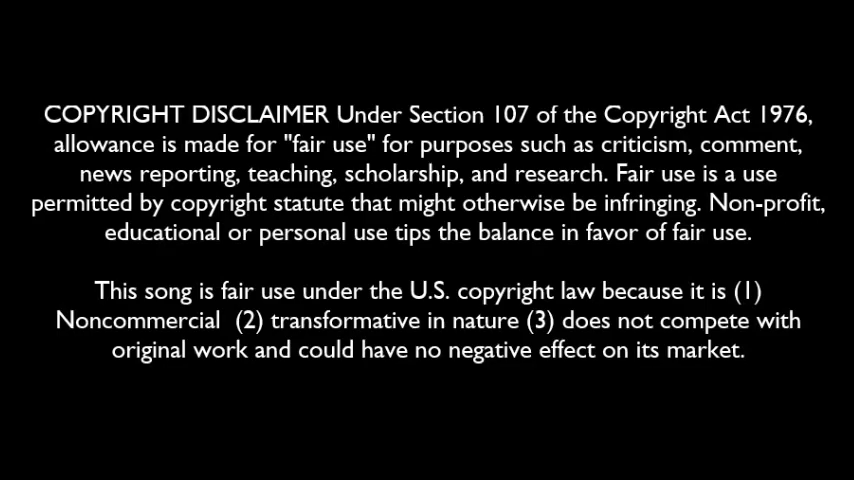 COPYRIGHT DISCLAIMER Under Section 107 of the Copyright Act 1976,
allowance is made for "fair use" for purposes such as criticism, comment,
news reporting, teaching, scholarship, and research. Fair use is a use
permitted by copyright statute that might otherwise be infringing. Non-profit,
educational or personal use tips the balance in favor of fair use.
This song is fair use under the U.S. copyright law because it is (1)
Noncommercial  (2) transformative in nature (3) does not compete with
original work and could have no negative effect on its market.